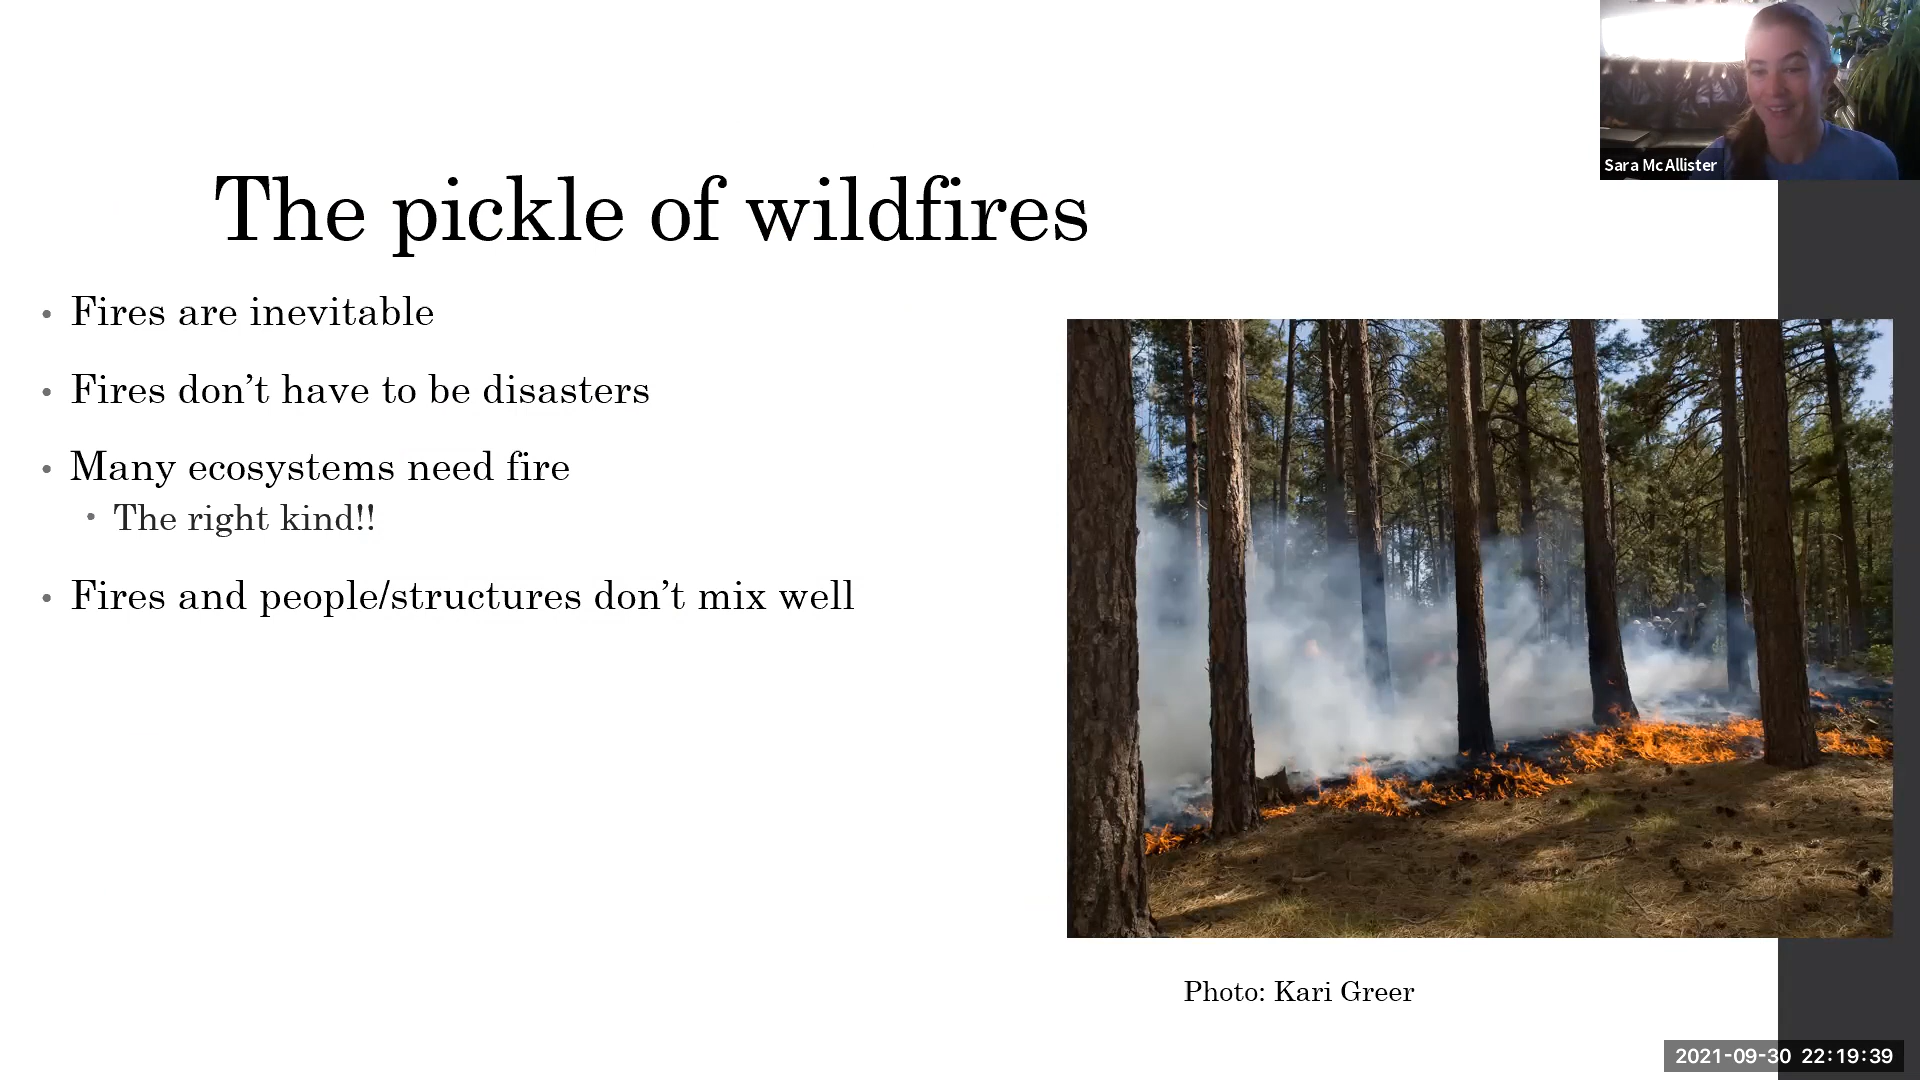 Sara McAllister
The pickle of wildfires
• Fires are inevitable
• Fires don’t have to be disasters
• Many ecosystems need fire
• The right kind!!
• Fires and people/structures don’t mix well
Photo: Kari Greer
2021-09-30 22:19:39